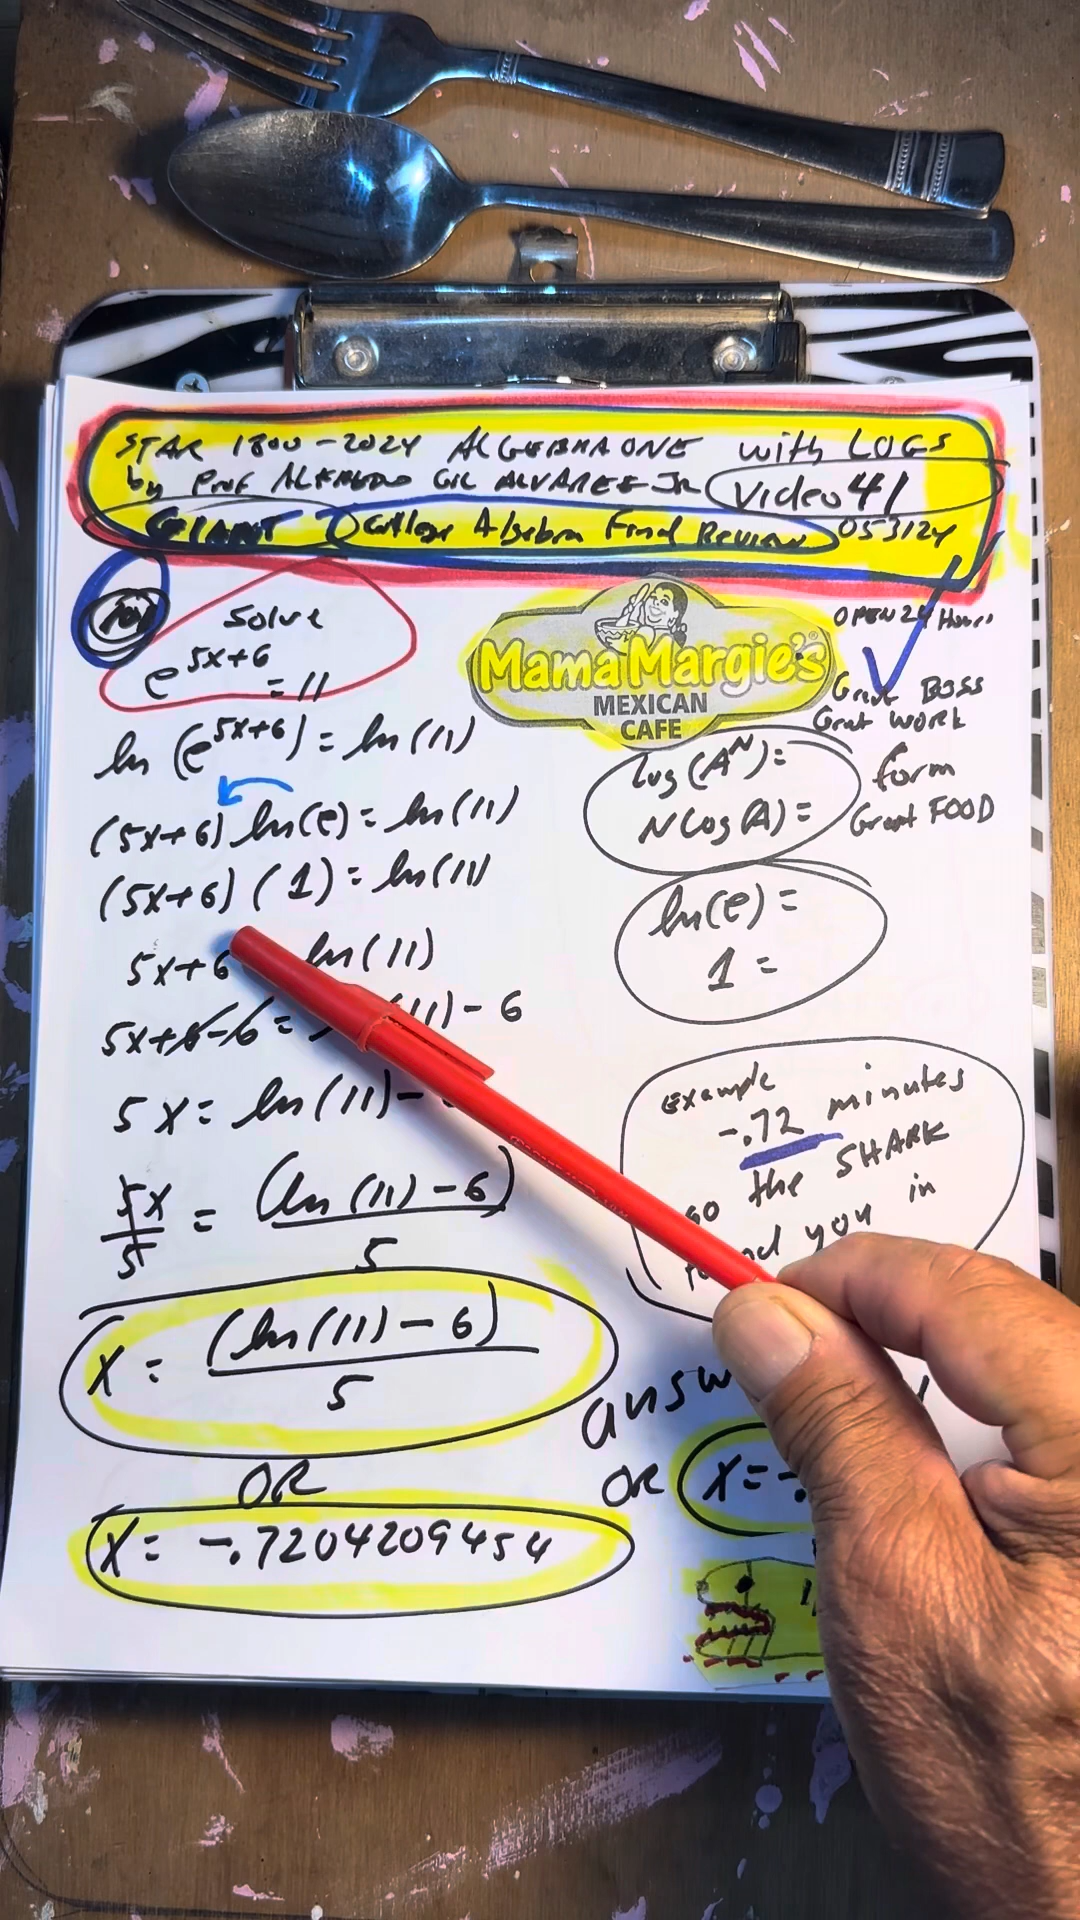 STAR 1800-2024 ALGEBRA ONE with LOGS
by Prof ALFREDO GIL ALVAREZ JR Video 41
GIANT College Algebra Final Review 053124
Solve
e^5x+6 = 11
ln (e^5x+6) = ln (11)
(5x+6) ln(e) = ln(11)
(5x+6) (1) = ln(11)
5x+6 ln(11)
5x+6-6 = 11) - 6
5x = ln(11) -
5x/5 = (ln(11) - 6)/5
x = (ln(11) - 6)/5
OR
x = -.7204209454
OPEN 24 Hours
MamaMargie's®
MEXICAN
CAFE
Great BOSS
Great WORK
form
Great FOOD
log(A^N) =
N log(A) =
ln(e) =
1 =
Example
-.72 minutes
the SHARK
you in
OR x = -.